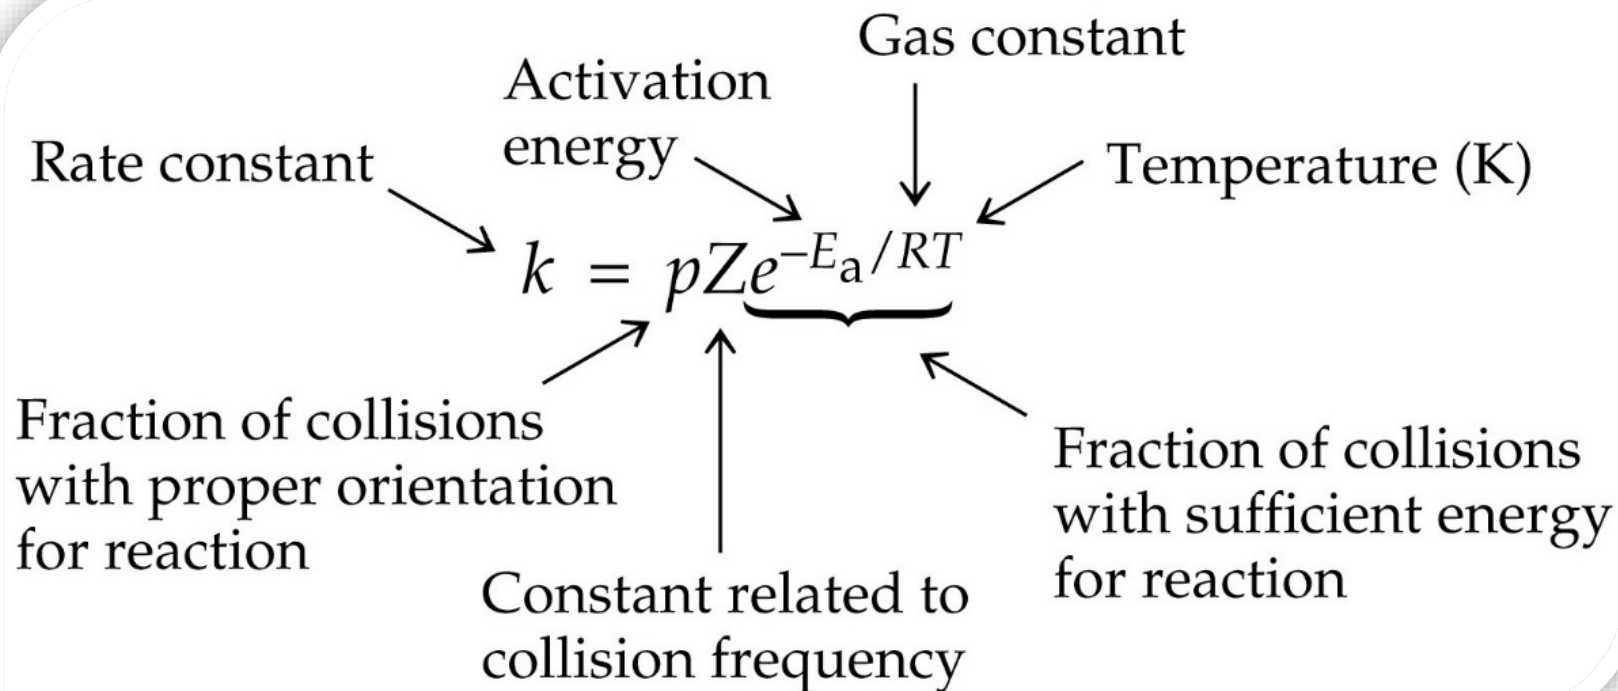 Gas constant
Activation
energy
Rate constant
Temperature (K)
k = pZe^{–E_a/RT}
Fraction of collisions
with proper orientation
for reaction
Fraction of collisions
with sufficient energy
for reaction
Constant related to
collision frequency